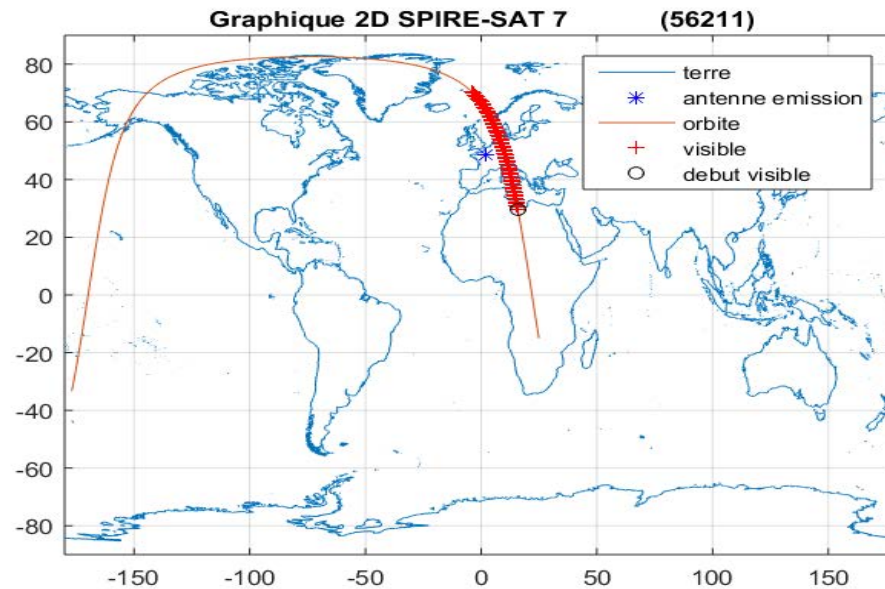 Graphique 2D SPIRE-SAT 7 (56211)
terre
antenne emission
orbite
visible
debut visible
80
60
40
20
0
-20
-40
-60
-80
-150
-100
-50
0
50
100
150